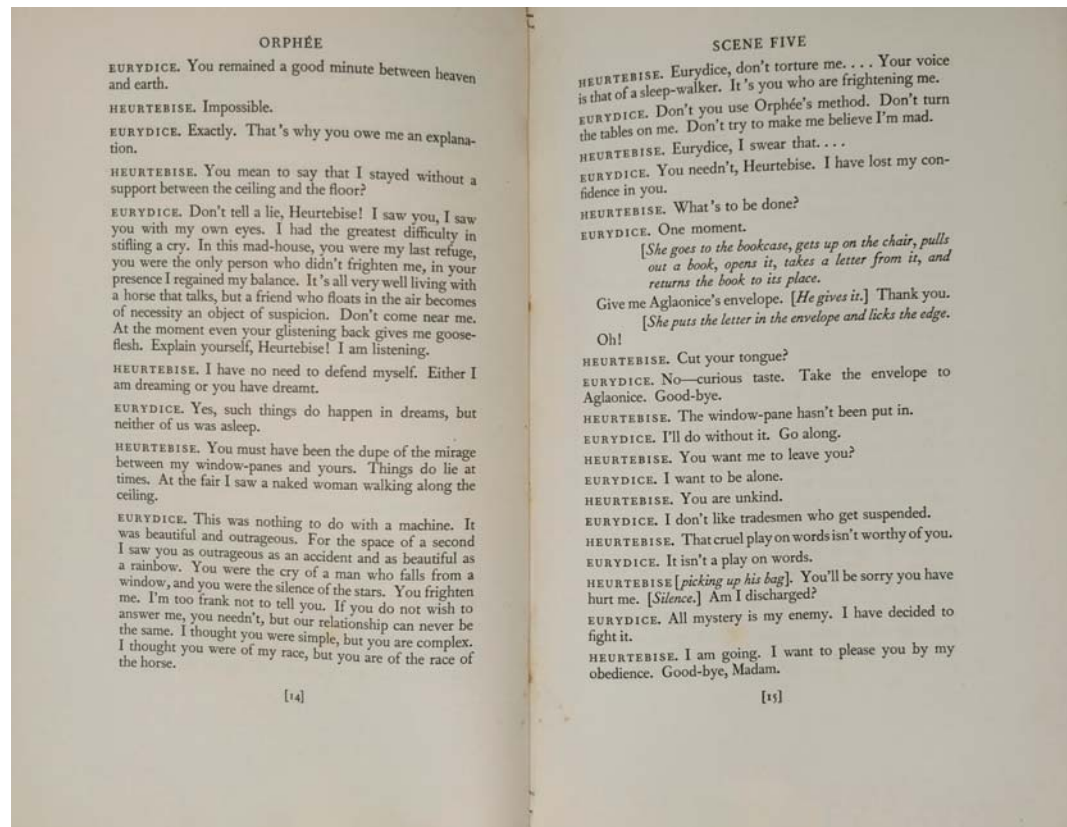 ORPHÉE
EURYDICE. You remained a good minute between heaven
and earth.
HEURTEBISE. Impossible.
EURYDICE. Exactly. That's why you owe me an explana-
tion.
HEURTEBISE. You mean to say that I stayed without a
support between the ceiling and the floor?
EURYDICE. Don't tell a lie, Heurtebise! I saw you, I saw
you with my own eyes. I had the greatest difficulty in
stifling a cry. In this mad-house, you were my last refuge,
you were the only person who didn't frighten me, in your
presence I regained my balance. It's all very well living with
a horse that talks, but a friend who floats in the air becomes
of necessity an object of suspicion. Don't come near me.
At the moment even your glistening back gives me goose-
flesh. Explain yourself, Heurtebise! I am listening.
HEURTEBISE. I have no need to defend myself. Either I
am dreaming or you have dreamt.
EURYDICE. Yes, such things do happen in dreams, but
neither of us was asleep.
HEURTEBISE. You must have been the dupe of the mirage
between my window-panes and yours. Things do lie at
times. At the fair I saw a naked woman walking along the
ceiling.
EURYDICE. This was nothing to do with a machine. It
was beautiful and outrageous. For the space of a second
I saw you as outrageous as an accident and as beautiful as
a rainbow. You were the cry of a man who falls from a
window, and you were the silence of the stars. You frighten
me. I'm too frank not to tell you. If you do not wish to
answer me, you needn't, but our relationship can never be
the same. I thought you were simple, but you are complex.
I thought you were of my race, but you are of the race of
the horse.
[14]
SCENE FIVE
HEURTEBISE. Eurydice, don't torture me. . . . Your voice
is that of a sleep-walker. It's you who are frightening me.
EURYDICE. Don't you use Orphée's method. Don't turn
the tables on me. Don't try to make me believe I'm mad.
HEURTEBISE. Eurydice, I swear that. . . .
EURYDICE. You needn't, Heurtebise. I have lost my con-
fidence in you.
HEURTEBISE. What's to be done?
EURYDICE. One moment.
[She goes to the bookcase, gets up on the chair, pulls
out a book, opens it, takes a letter from it, and
returns the book to its place.
Give me Aglaonice's envelope. [He gives it.] Thank you.
[She puts the letter in the envelope and licks the edge.
Oh!
HEURTEBISE. Cut your tongue?
EURYDICE. No—curious taste. Take the envelope to
Aglaonice. Good-bye.
HEURTEBISE. The window-pane hasn't been put in.
EURYDICE. I'll do without it. Go along.
HEURTEBISE. You want me to leave you?
EURYDICE. I want to be alone.
HEURTEBISE. You are unkind.
EURYDICE. I don't like tradesmen who get suspended.
HEURTEBISE. That cruel play on words isn't worthy of you.
EURYDICE. It isn't a play on words.
HEURTEBISE [picking up his bag]. You'll be sorry you have
hurt me. [Silence.] Am I discharged?
EURYDICE. All mystery is my enemy. I have decided to
fight it.
HEURTEBISE. I am going. I want to please you by my
obedience. Good-bye, Madam.
[15]